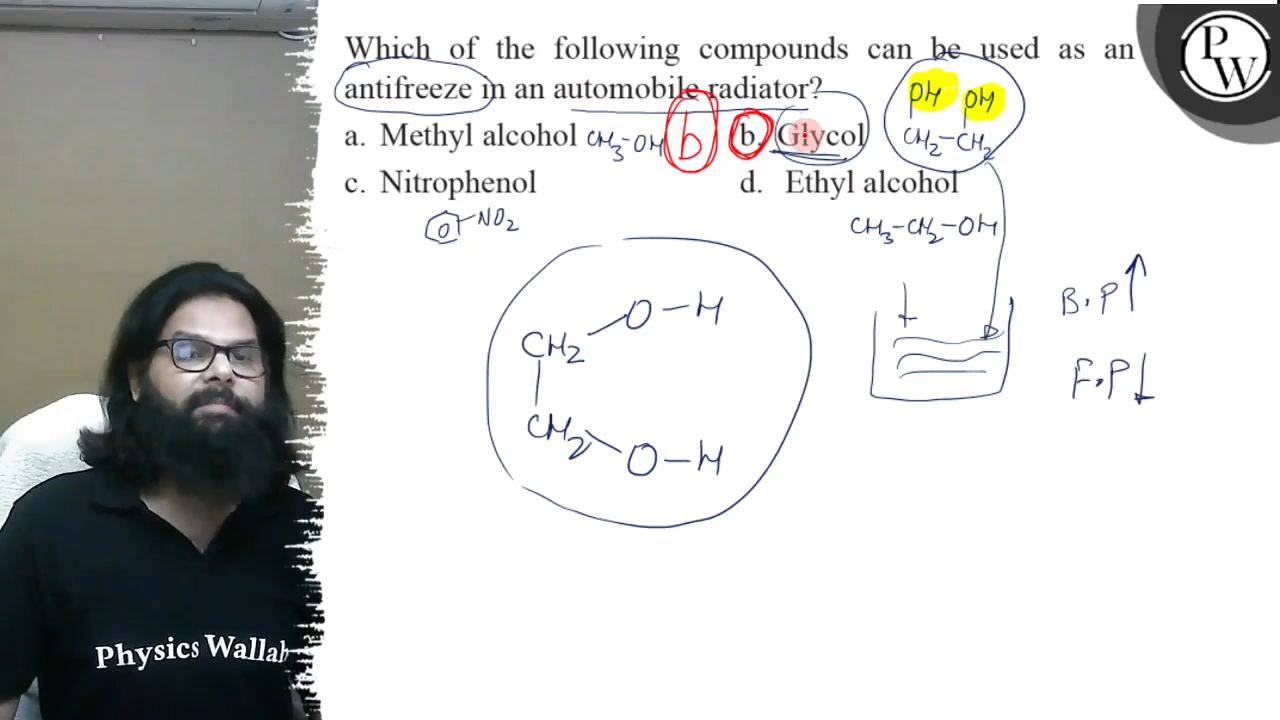 Which of the following compounds can be used as an
antifreeze in an automobile radiator?
a. Methyl alcohol CH3-OH b b. Glycol
OH OH
CH2-CH2
c. Nitrophenol d. Ethyl alcohol
NO2
CH3-CH2-OH
CH2 O-H
CH2 O-H
B.P↑
F.P↓
PW
Physics Wallah